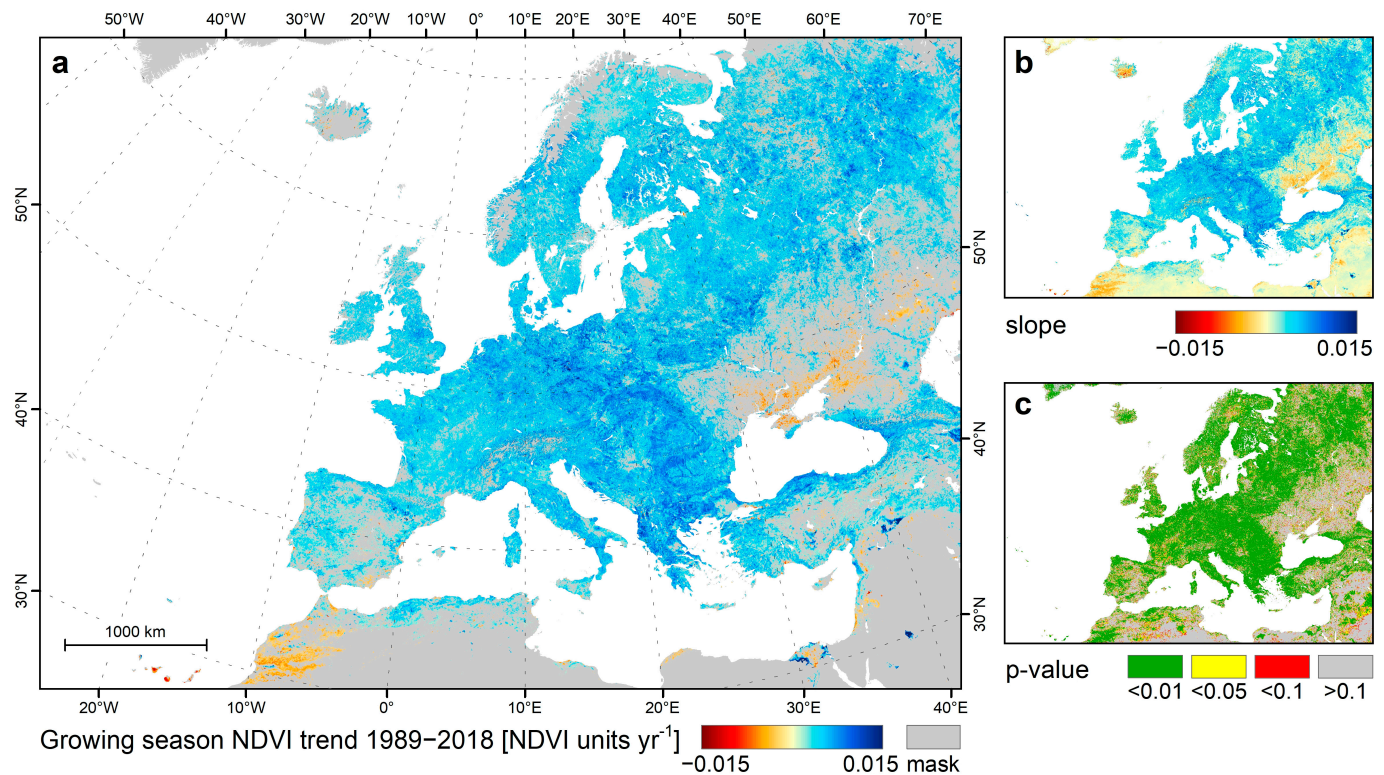 50°W 40°W 30°W 20°W 10°W 0° 10°E 20°E 30°E 40°E 50°E 60°E 70°E
a
50°N
40°N
30°N
50°N
40°N
30°N
1000 km
20°W 10°W 0° 10°E 20°E 30°E 40°E
Growing season NDVI trend 1989−2018 [NDVI units yr⁻¹]
−0.015 0.015 mask
b
slope
−0.015 0.015
c
p-value
<0.01 <0.05 <0.1 >0.1